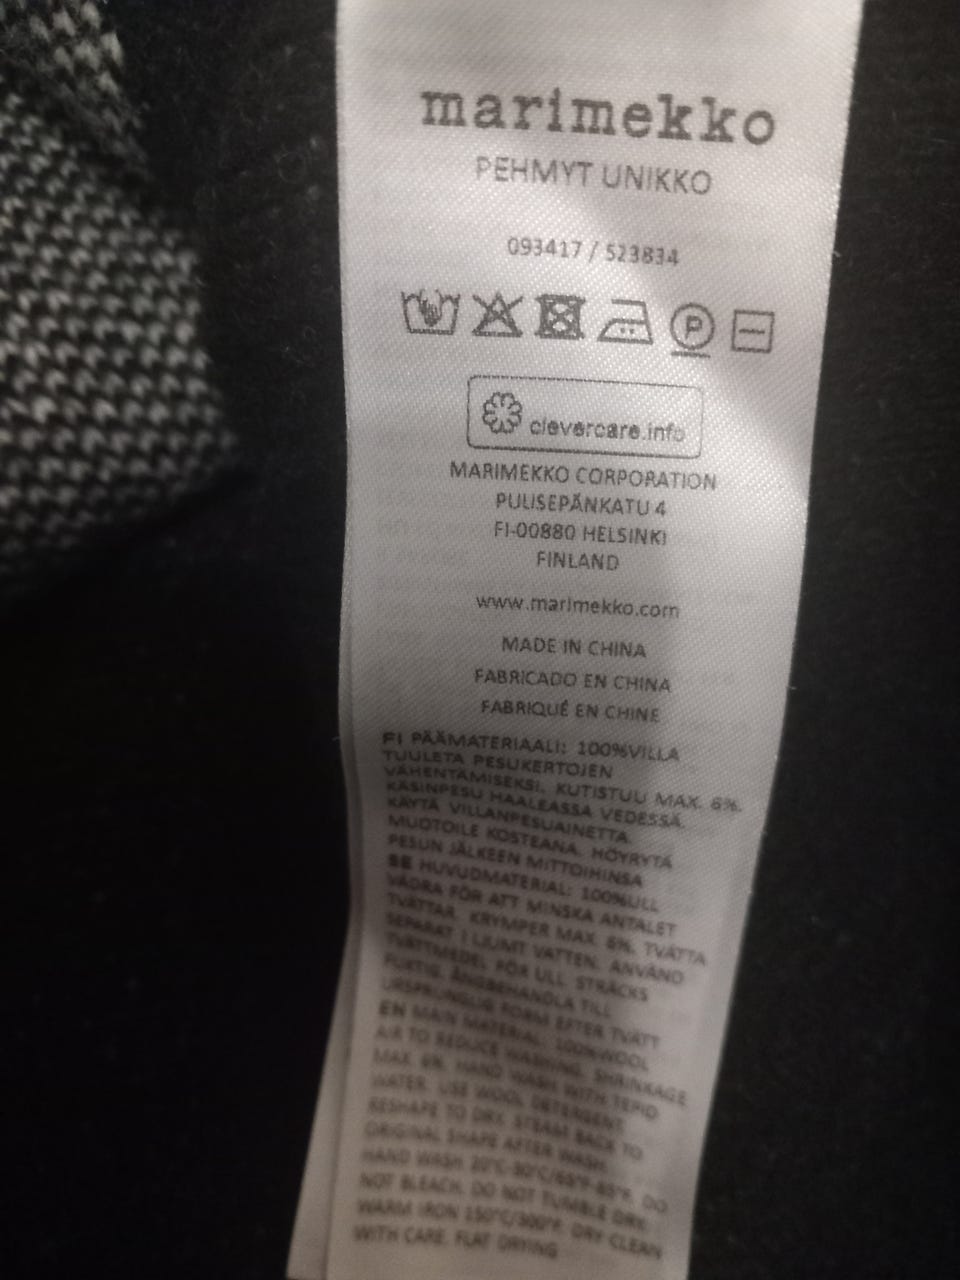 marimekko
PEHMYT UNIKKO
093417 / 523834
P
clevercare.info
MARIMEKKO CORPORATION
PUUSEPÄNKATU 4
FI-00880 HELSINKI
FINLAND
www.marimekko.com
MADE IN CHINA
FABRICADO EN CHINA
FABRIQUÉ EN CHINE
FI PÄÄMATERIAALI: 100%VILLA
TUULETA PESUKERTOJEN
VÄHENTÄMISEKSI. KUTISTUU MAX. 6%.
KÄSINPESU HAALEASSA VEDESSÄ.
KÄYTÄ VILLANPESUAINETTA.
MUOTOILE KOSTEANA. HÖYRYTÄ
PESUN JÄLKEEN MITTOIHINSA
SE HUVUDMATERIAL: 100%ULL
VÄDRA FÖR ATT MINSKA ANTALET
TVÄTTAR. KRYMPER MAX. 6%. TVÄTTA
SEPARAT I LJUMT VATTEN. ANVÄND
TVÄTTMEDEL FÖR ULL. STRÄCKS
FUKTIG. ÅNGBEHANDLA TILL
URSPRUNGLIG FORM EFTER TVÄTT
EN MAIN MATERIAL: 100%WOOL
AIR TO REDUCE WASHING. SHRINKAGE
MAX. 6%. HAND WASH WITH TEPID
WATER. USE WOOL DETERGENT.
RESHAPE TO DRY. STEAM BACK TO
ORIGINAL SHAPE AFTER WASH.
HAND WASH DO
NOT BLEACH. DO NOT TUMBLE DRY.
WARM IRON 150°C/300°F. DRY CLEAN
WITH CARE. FLAT DRYING